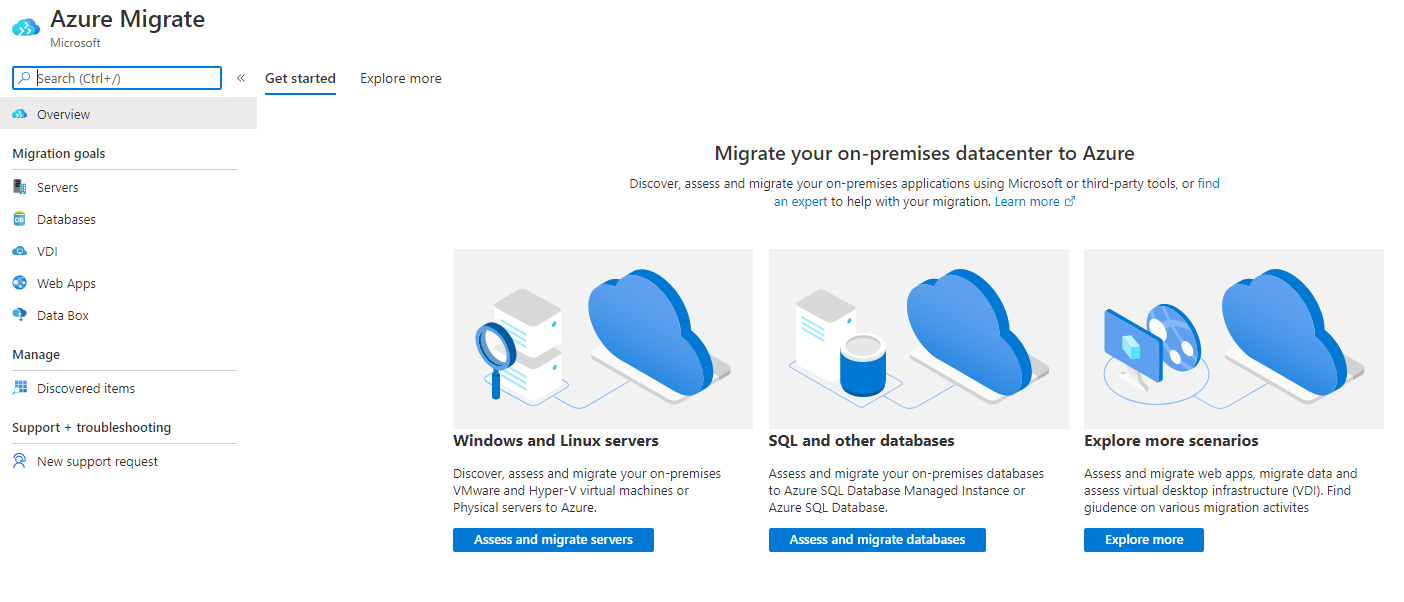 Azure Migrate
Microsoft
Search (Ctrl+/)
«
Overview
Migration goals
Servers
Databases
VDI
Web Apps
Data Box
Manage
Discovered items
Support + troubleshooting
New support request
Get started
Explore more
Migrate your on-premises datacenter to Azure
Discover, assess and migrate your on-premises applications using Microsoft or third-party tools, or find
an expert to help with your migration. Learn more
Windows and Linux servers
Discover, assess and migrate your on-premises
VMware and Hyper-V virtual machines or
Physical servers to Azure.
Assess and migrate servers
SQL and other databases
Assess and migrate your on-premises databases
to Azure SQL Database Managed Instance or
Azure SQL Database.
Assess and migrate databases
Explore more scenarios
Assess and migrate web apps, migrate data and
assess virtual desktop infrastructure (VDI). Find
giudence on various migration activites
Explore more